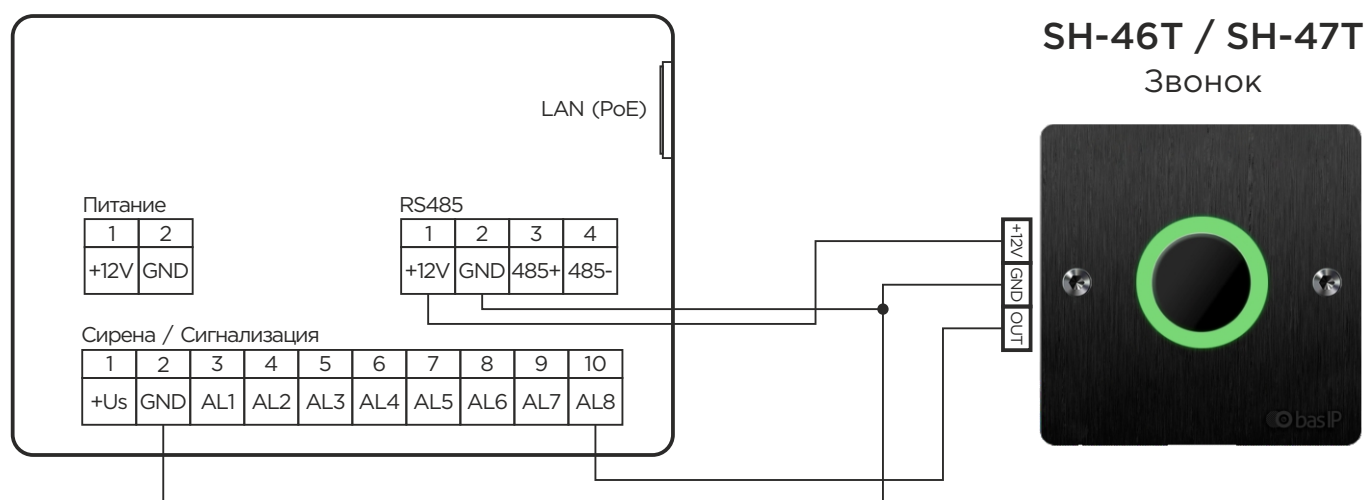 SH-46T / SH-47T
Звонок
LAN (PoE)
Питание
1 2
+12V GND
RS485
1 2 3 4
+12V GND 485+ 485-
+12V
GND
OUT
Сирена / Сигнализация
1 2 3 4 5 6 7 8 9 10
+Us GND AL1 AL2 AL3 AL4 AL5 AL6 AL7 AL8
bas IP